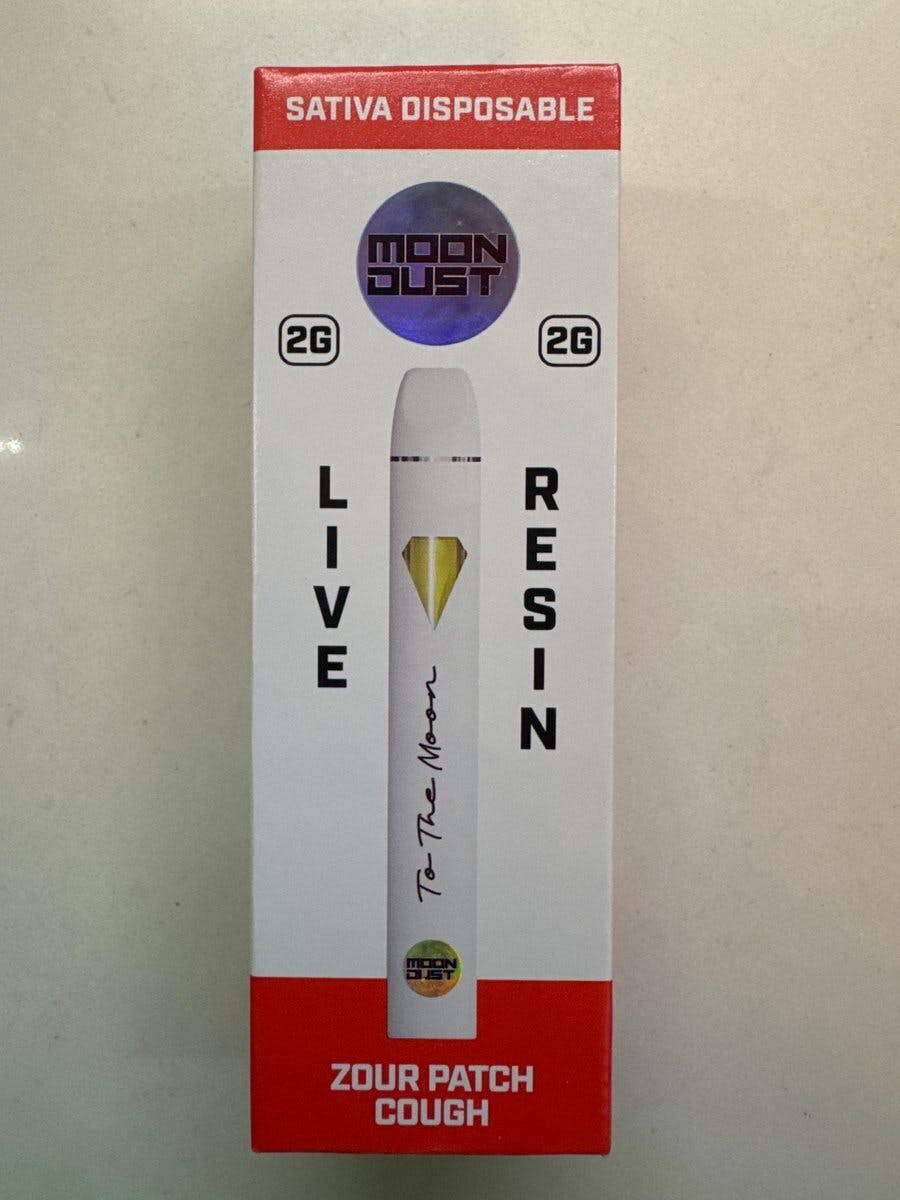 SATIVA DISPOSABLE
MOON
DUST
2G
2G
LIVE
RESIN
To The Moon
MOON
DUST
ZOUR PATCH
COUGH